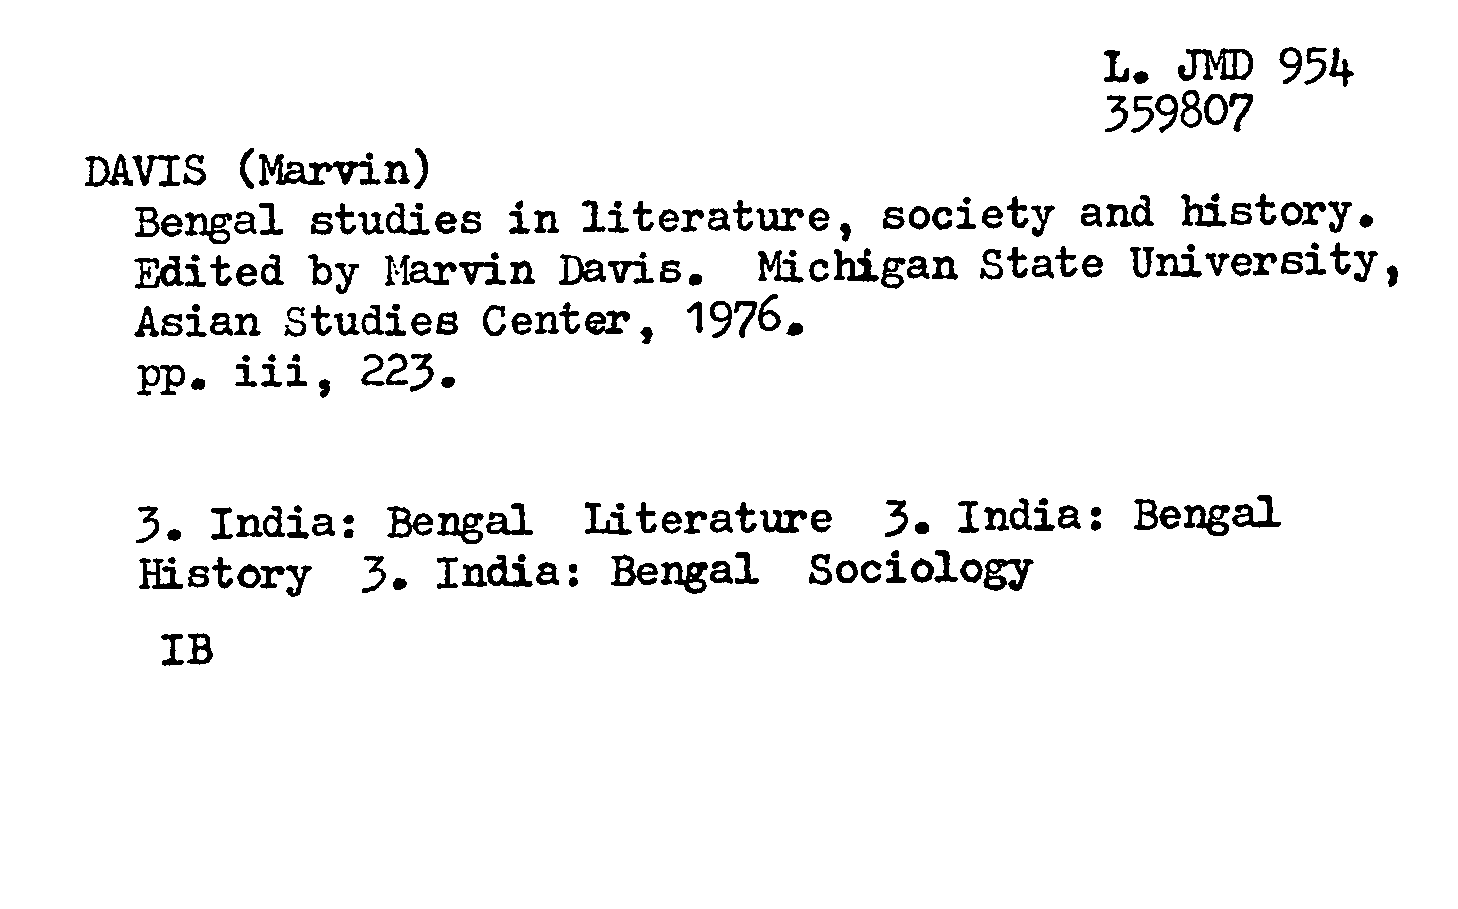 L. JMD 954
359807
DAVIS (Marvin)
Bengal studies in literature, society and history.
Edited by Marvin Davis.  Michigan State University,
Asian Studies Center, 1976.
pp. iii, 223.
3. India: Bengal  Literature  3. India: Bengal
History  3. India: Bengal  Sociology
IB